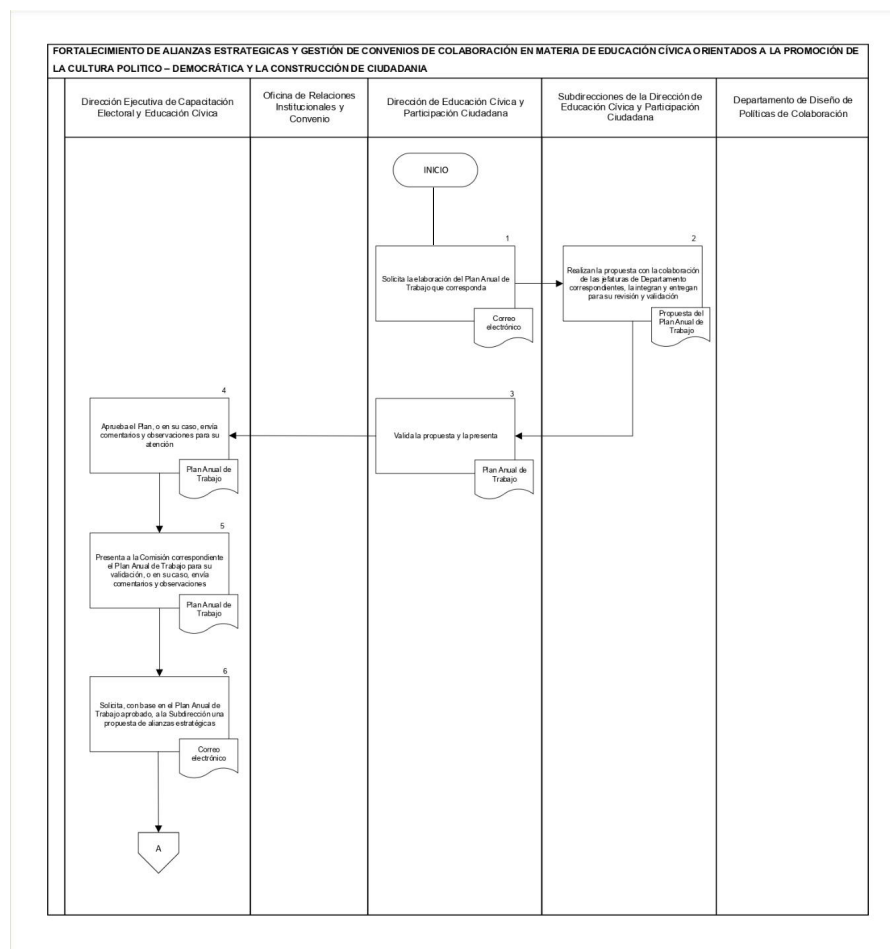 FORTALECIMIENTO DE ALIANZAS ESTRATEGICAS Y GESTIÓN DE CONVENIOS DE COLABORACIÓN EN MATERIA DE EDUCACIÓN CÍVICA ORIENTADOS A LA PROMOCIÓN DE
LA CULTURA POLITICO – DEMOCRÁTICA Y LA CONSTRUCCIÓN DE CIUDADANIA
Dirección Ejecutiva de Capacitación
Electoral y Educación Cívica
Oficina de Relaciones
Institucionales y
Convenio
Dirección de Educación Cívica y
Participación Ciudadana
Subdirecciones de la Dirección de
Educación Cívica y Participación
Ciudadana
Departamento de Diseño de
Políticas de Colaboración
INICIO
1
Solicita la elaboración del Plan Anual de
Trabajo que corresponda
Correo
electrónico
2
Realizan la propuesta con la colaboración
de las jefaturas de Departamento
correspondientes, la integran y entregan
para su revisión y validación
Propuesta del
Plan Anual de
Trabajo
3
Valida la propuesta y la presenta
Plan Anual de
Trabajo
4
Aprueba el Plan, o en su caso, envía
comentarios y observaciones para su
atención
Plan Anual de
Trabajo
5
Presenta a la Comisión correspondiente
el Plan Anual de Trabajo para su
validación, o en su caso, envía
comentarios y observaciones
Plan Anual de
Trabajo
6
Solicita, con base en el Plan Anual de
Trabajo aprobado, a la Subdirección una
propuesta de alianzas estratégicas
Correo
electrónico
A